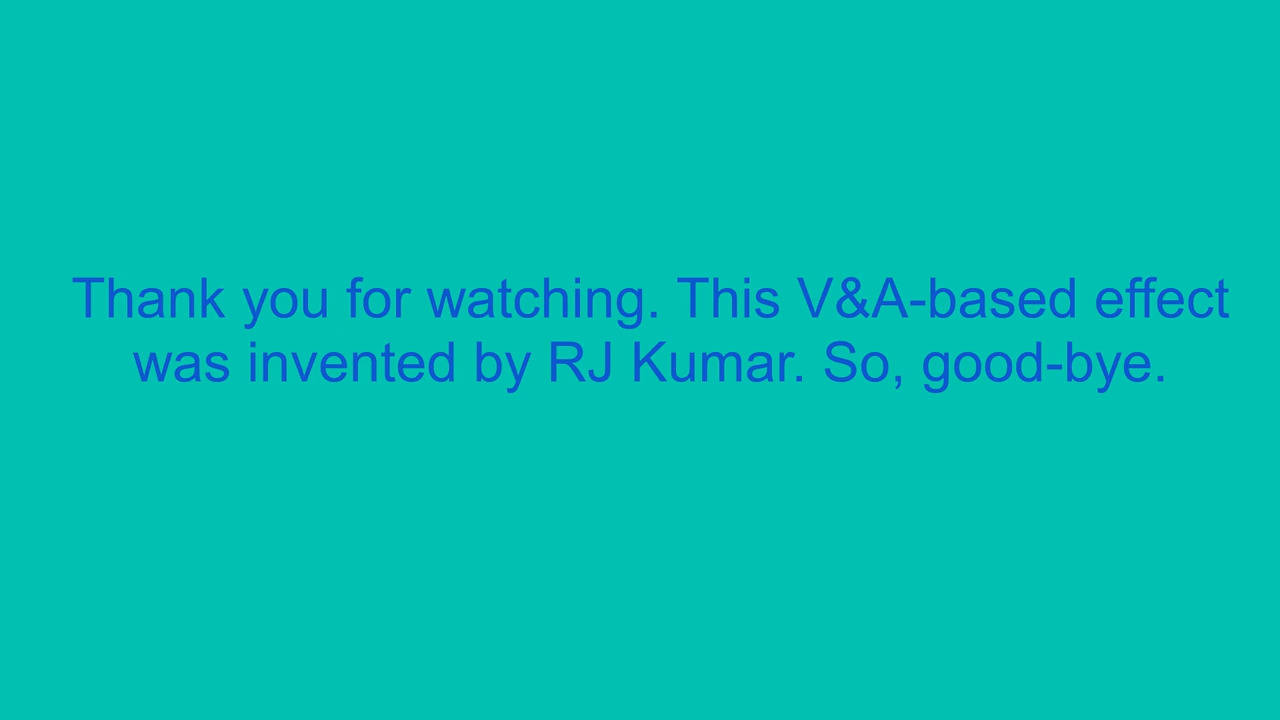 Thank you for watching. This V&A-based effect
was invented by RJ Kumar. So, good-bye.